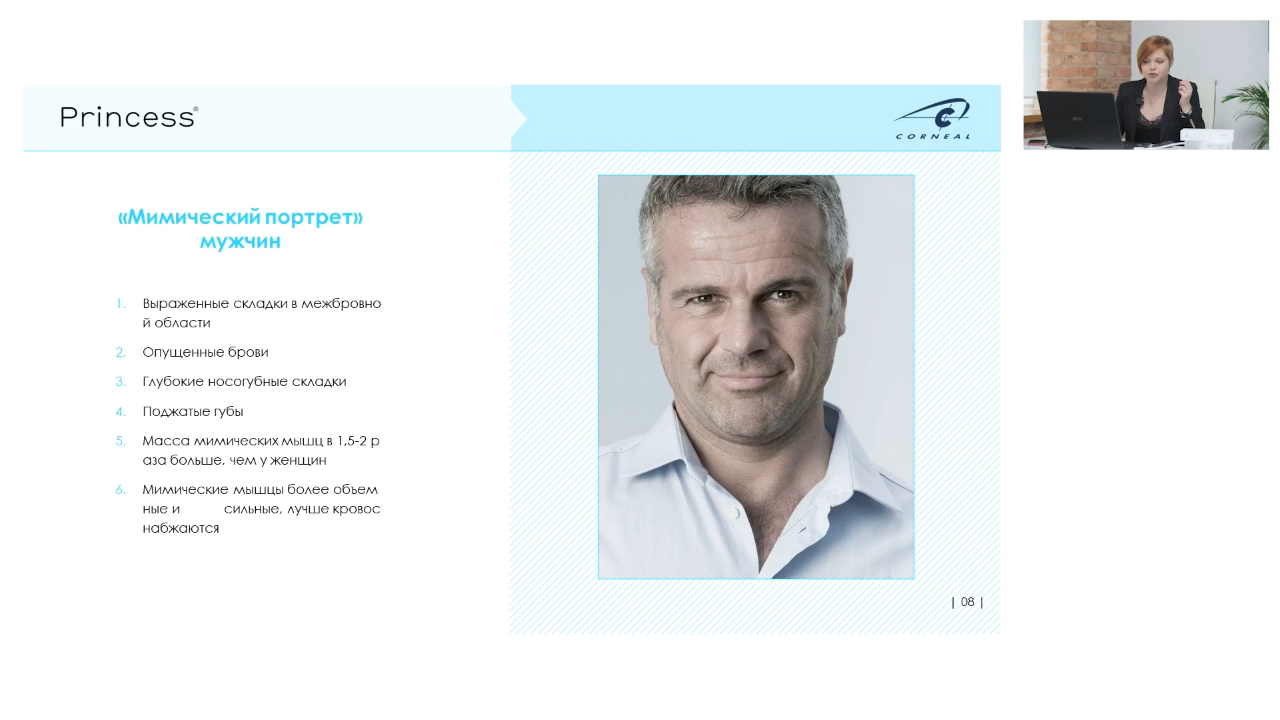 Princess®
CORNEAL
«Мимический портрет»
мужчин
1. Выраженные складки в межбровно
й области
2. Опущенные брови
3. Глубокие носогубные складки
4. Поджатые губы
5. Масса мимических мышц в 1,5-2 р
аза больше, чем у женщин
6. Мимические мышцы более объем
ные и сильные, лучше кровос
набжаются
| 08 |